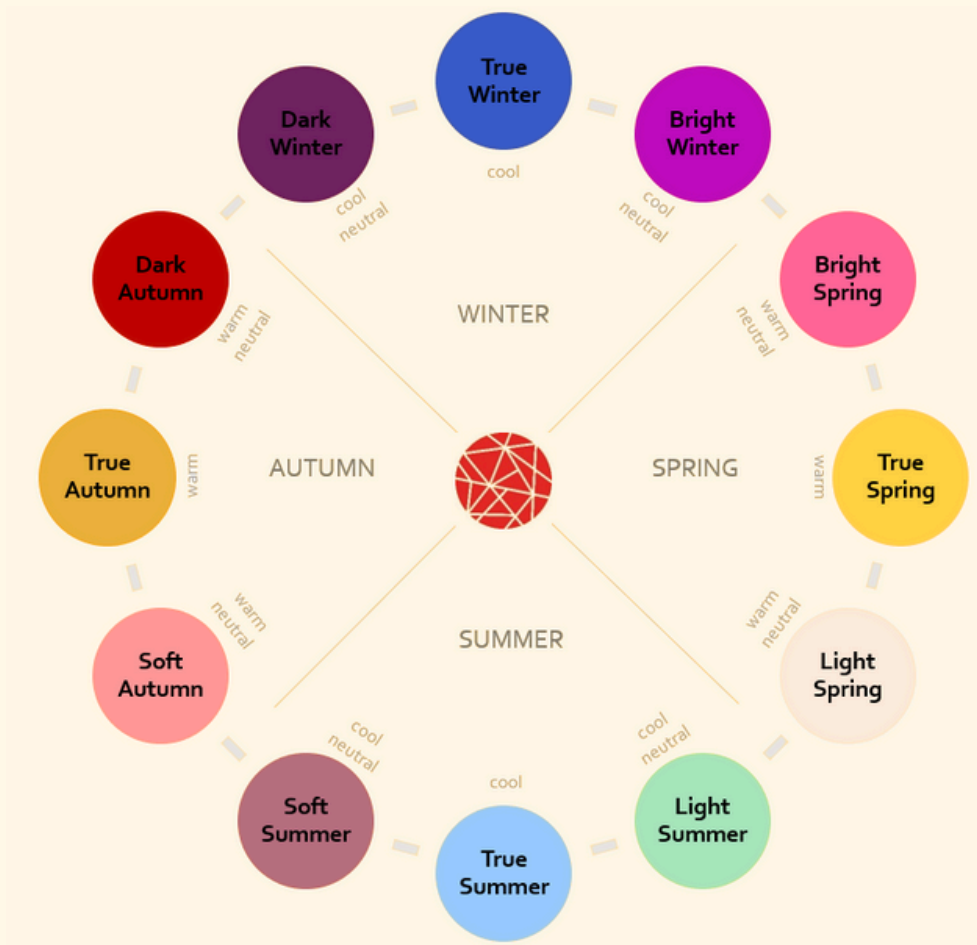 True
Winter
Dark
Winter
Bright
Winter
cool
cool
neutral
cool
neutral
Dark
Autumn
Bright
Spring
warm
neutral
warm
neutral
WINTER
True
Autumn
warm
AUTUMN
SPRING
warm
True
Spring
warm
neutral
warm
neutral
Soft
Autumn
SUMMER
Light
Spring
cool
neutral
cool
neutral
cool
Soft
Summer
Light
Summer
True
Summer